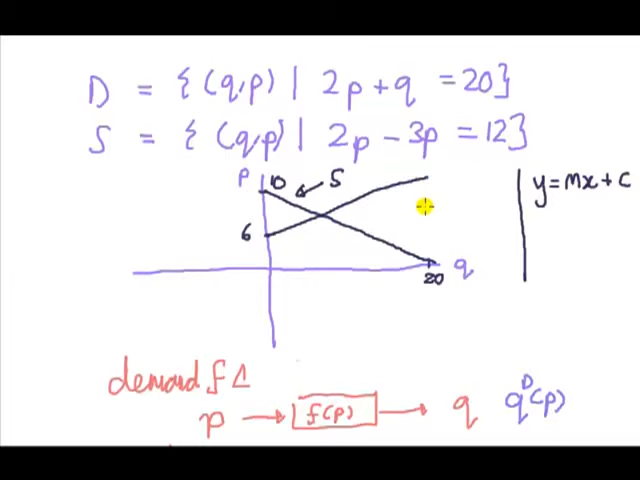 D = {(q,p) | 2p + q = 20}
S = {(q,p) | 2p - 3p = 12}
p 10 S
y = mx + c
6
20 q
demand f Δ
p → f(p) → q q^D(p)